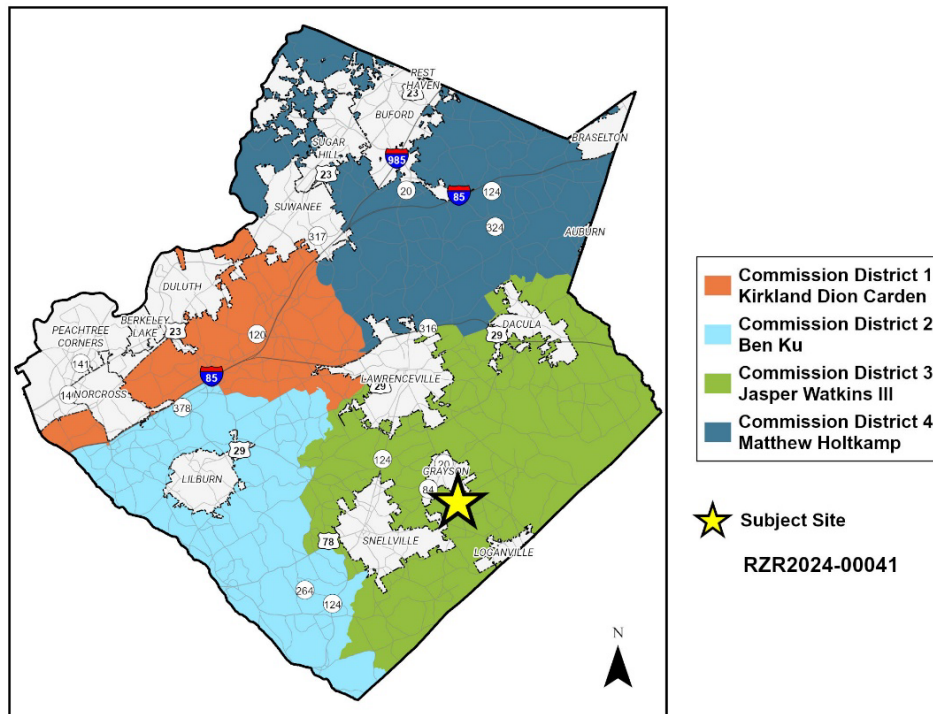 REST
HAVEN
23
BUFORD
BRASELTON
SUGAR
HILL
985
23
20
85
124
SUWANEE
324
317
AUBURN
DULUTH
PEACHTREE
CORNERS
BERKELEY
LAKE
23
120
316
DACULA
29
141
LAWRENCEVILLE
85
29
14
NORCROSS
378
29
124
120
GRAYSON
LILBURN
84
SNELLVILLE
78
LOGANVILLE
264
124
N
Commission District 1
Kirkland Dion Carden
Commission District 2
Ben Ku
Commission District 3
Jasper Watkins III
Commission District 4
Matthew Holtkamp
Subject Site
RZR2024-00041